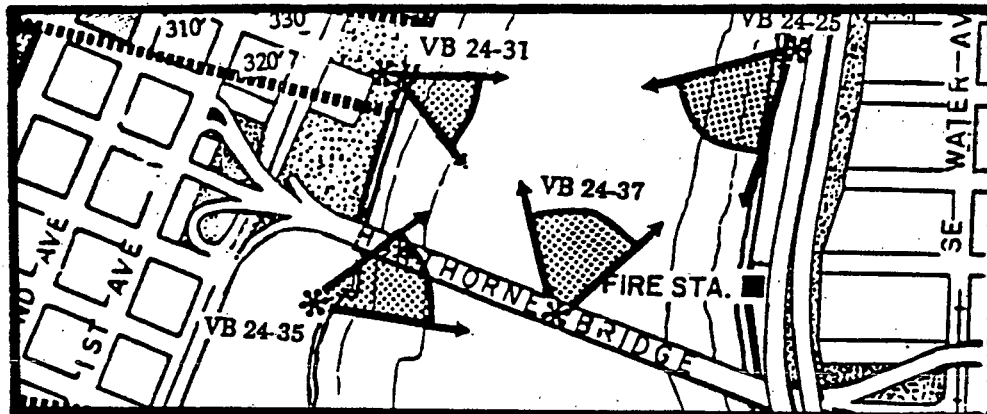 310
330
320
VB 24-31
VB 24-25
VB 24-37
VB 24-35
FIRE STA.
HORNE BRIDGE
AVE
1ST AVE
SE WATER AV